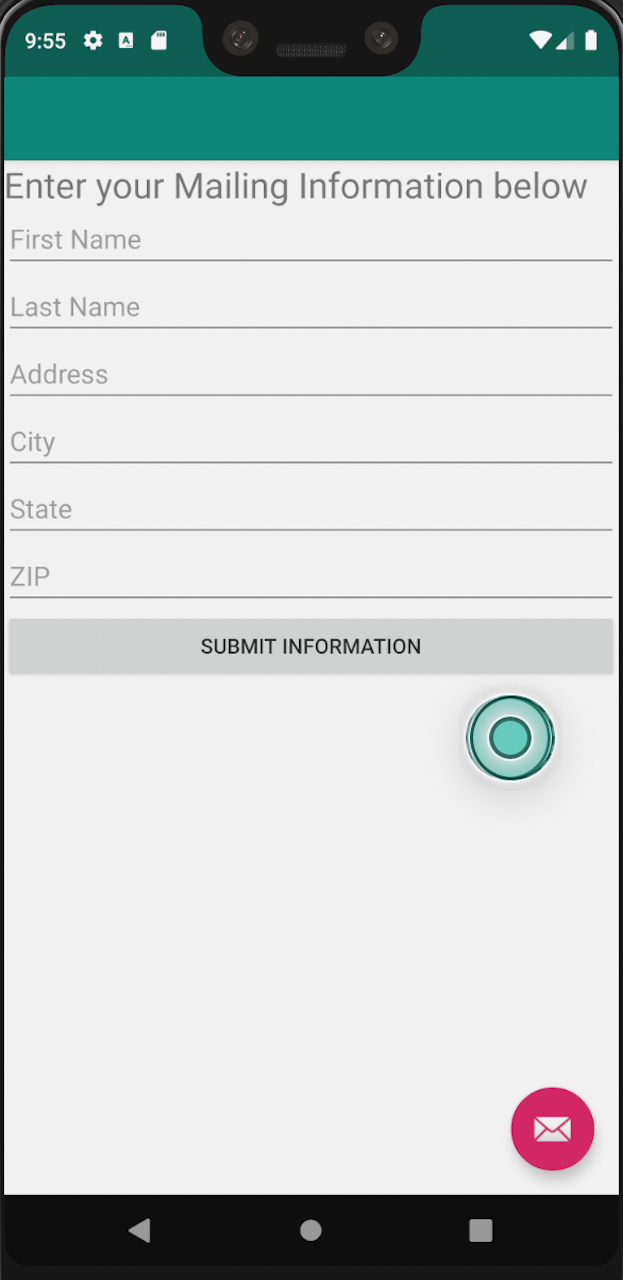 9:55
A
Enter your Mailing Information below
First Name
Last Name
Address
City
State
ZIP
SUBMIT INFORMATION